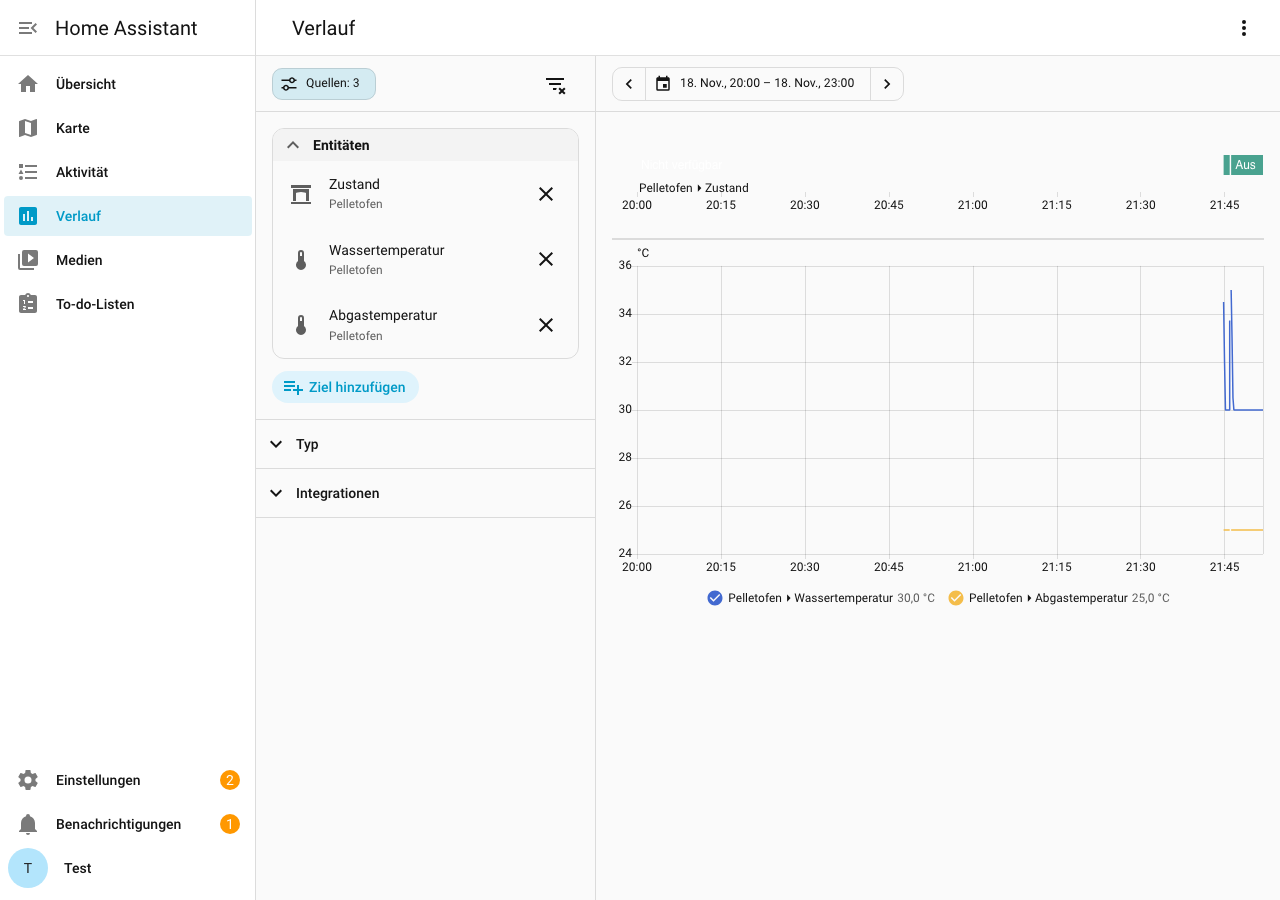 Home Assistant
Verlauf
Übersicht
Karte
Aktivität
Verlauf
Medien
To-do-Listen
Einstellungen
2
Benachrichtigungen
1
T
Test
Quellen: 3
Entitäten
Zustand
Pelletofen
Wassertemperatur
Pelletofen
Abgastemperatur
Pelletofen
Ziel hinzufügen
Typ
Integrationen
18. Nov., 20:00 – 18. Nov., 23:00
Nicht verfügbar
Aus
Pelletofen Zustand
20:00 20:15 20:30 20:45 21:00 21:15 21:30 21:45
°C
36
34
32
30
28
26
24
20:00 20:15 20:30 20:45 21:00 21:15 21:30 21:45
Pelletofen Wassertemperatur 30,0 °C Pelletofen Abgastemperatur 25,0 °C